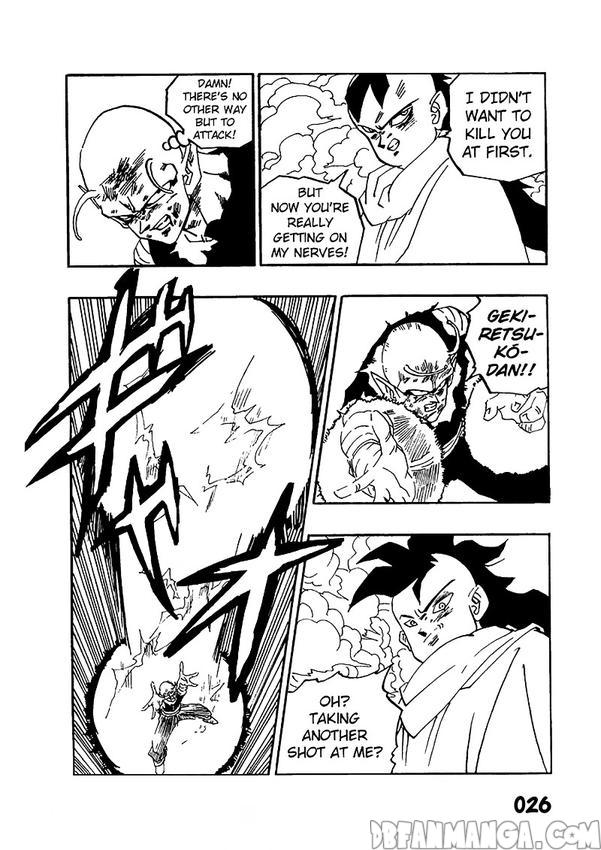 I DIDN'T
WANT TO
KILL YOU
AT FIRST.
BUT
NOW YOU'RE
REALLY
GETTING ON
MY NERVES!
DAMN!
THERE'S NO
OTHER WAY
BUT TO
ATTACK!
GEKI-
RETSU-
KÓ-
DAN!!
OH?
TAKING
ANOTHER
SHOT AT ME?
026
DBFANMANGA.COM